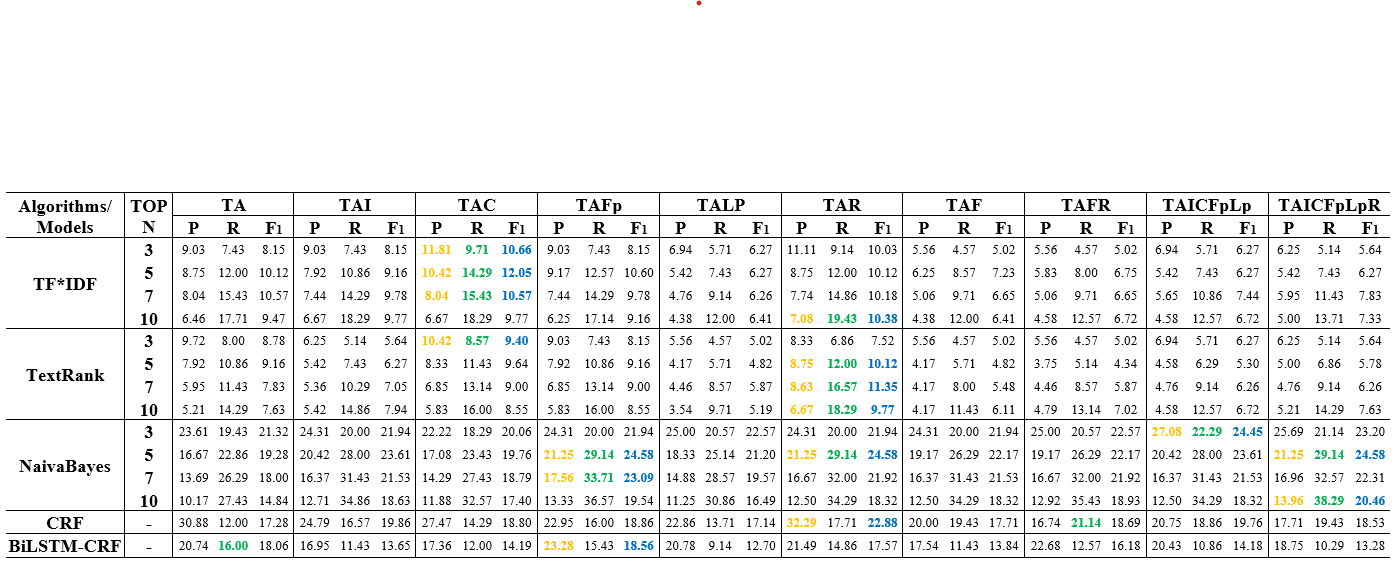 Algorithms/ Models TOP N TA TAI TAC TAFp TALP TAR TAF TAFR TAICFpLp TAICFpLpR
P R F1 P R F1 P R F1 P R F1 P R F1 P R F1 P R F1 P R F1 P R F1 P R F1
TF*IDF
3 9.03 7.43 8.15 9.03 7.43 8.15 11.81 9.71 10.66 9.03 7.43 8.15 6.94 5.71 6.27 11.11 9.14 10.03 5.56 4.57 5.02 5.56 4.57 5.02 6.94 5.71 6.27 6.25 5.14 5.64
5 8.75 12.00 10.12 7.92 10.86 9.16 10.42 14.29 12.05 9.17 12.57 10.60 5.42 7.43 6.27 8.75 12.00 10.12 6.25 8.57 7.23 5.83 8.00 6.75 5.42 7.43 6.27 5.42 7.43 6.27
7 8.04 15.43 10.57 7.44 14.29 9.78 8.04 15.43 10.57 7.44 14.29 9.78 4.76 9.14 6.26 7.74 14.86 10.18 5.06 9.71 6.65 5.06 9.71 6.65 5.65 10.86 7.44 5.95 11.43 7.83
10 6.46 17.71 9.47 6.67 18.29 9.77 6.67 18.29 9.77 6.25 17.14 9.16 4.38 12.00 6.41 7.08 19.43 10.38 4.38 12.00 6.41 4.58 12.57 6.72 4.58 12.57 6.72 5.00 13.71 7.33
TextRank
3 9.72 8.00 8.78 6.25 5.14 5.64 10.42 8.57 9.40 9.03 7.43 8.15 5.56 4.57 5.02 8.33 6.86 7.52 5.56 4.57 5.02 5.56 4.57 5.02 6.94 5.71 6.27 6.25 5.14 5.64
5 7.92 10.86 9.16 5.42 7.43 6.27 8.33 11.43 9.64 7.92 10.86 9.16 4.17 5.71 4.82 8.75 12.00 10.12 4.17 5.71 4.82 3.75 5.14 4.34 4.58 6.29 5.30 5.00 6.86 5.78
7 5.95 11.43 7.83 5.36 10.29 7.05 6.85 13.14 9.00 6.85 13.14 9.00 4.46 8.57 5.87 8.63 16.57 11.35 4.17 8.00 5.48 4.46 8.57 5.87 4.76 9.14 6.26 4.76 9.14 6.26
10 5.21 14.29 7.63 5.42 14.86 7.94 5.83 16.00 8.55 5.83 16.00 8.55 3.54 9.71 5.19 6.67 18.29 9.77 4.17 11.43 6.11 4.79 13.14 7.02 4.58 12.57 6.72 5.21 14.29 7.63
NaivaBayes
3 23.61 19.43 21.32 24.31 20.00 21.94 22.22 18.29 20.06 24.31 20.00 21.94 25.00 20.57 22.57 24.31 20.00 21.94 24.31 20.00 21.94 25.00 20.57 22.57 27.08 22.29 24.45 25.69 21.14 23.20
5 16.67 22.86 19.28 20.42 28.00 23.61 17.08 23.43 19.76 21.25 29.14 24.58 18.33 25.14 21.20 21.25 29.14 24.58 19.17 26.29 22.17 19.17 26.29 22.17 20.42 28.00 23.61 21.25 29.14 24.58
7 13.69 26.29 18.00 16.37 31.43 21.53 14.29 27.43 18.79 17.56 33.71 23.09 14.88 28.57 19.57 16.67 32.00 21.92 16.37 31.43 21.53 16.67 32.00 21.92 16.37 31.43 21.53 16.96 32.57 22.31
10 10.17 27.43 14.84 12.71 34.86 18.63 11.88 32.57 17.40 13.33 36.57 19.54 11.25 30.86 16.49 12.50 34.29 18.32 12.50 34.29 18.32 12.92 35.43 18.93 12.50 34.29 18.32 13.96 38.29 20.46
CRF - 30.88 12.00 17.28 24.79 16.57 19.86 27.47 14.29 18.80 22.95 16.00 18.86 22.86 13.71 17.14 32.29 17.71 22.88 20.00 19.43 17.71 16.74 21.14 18.69 20.75 18.86 19.76 17.71 19.43 18.53
BiLSTM-CRF - 20.74 16.00 18.06 16.95 11.43 13.65 17.36 12.00 14.19 23.28 15.43 18.56 20.78 9.14 12.70 21.49 14.86 17.57 17.54 11.43 13.84 22.68 12.57 16.18 20.43 10.86 14.18 18.75 10.29 13.28